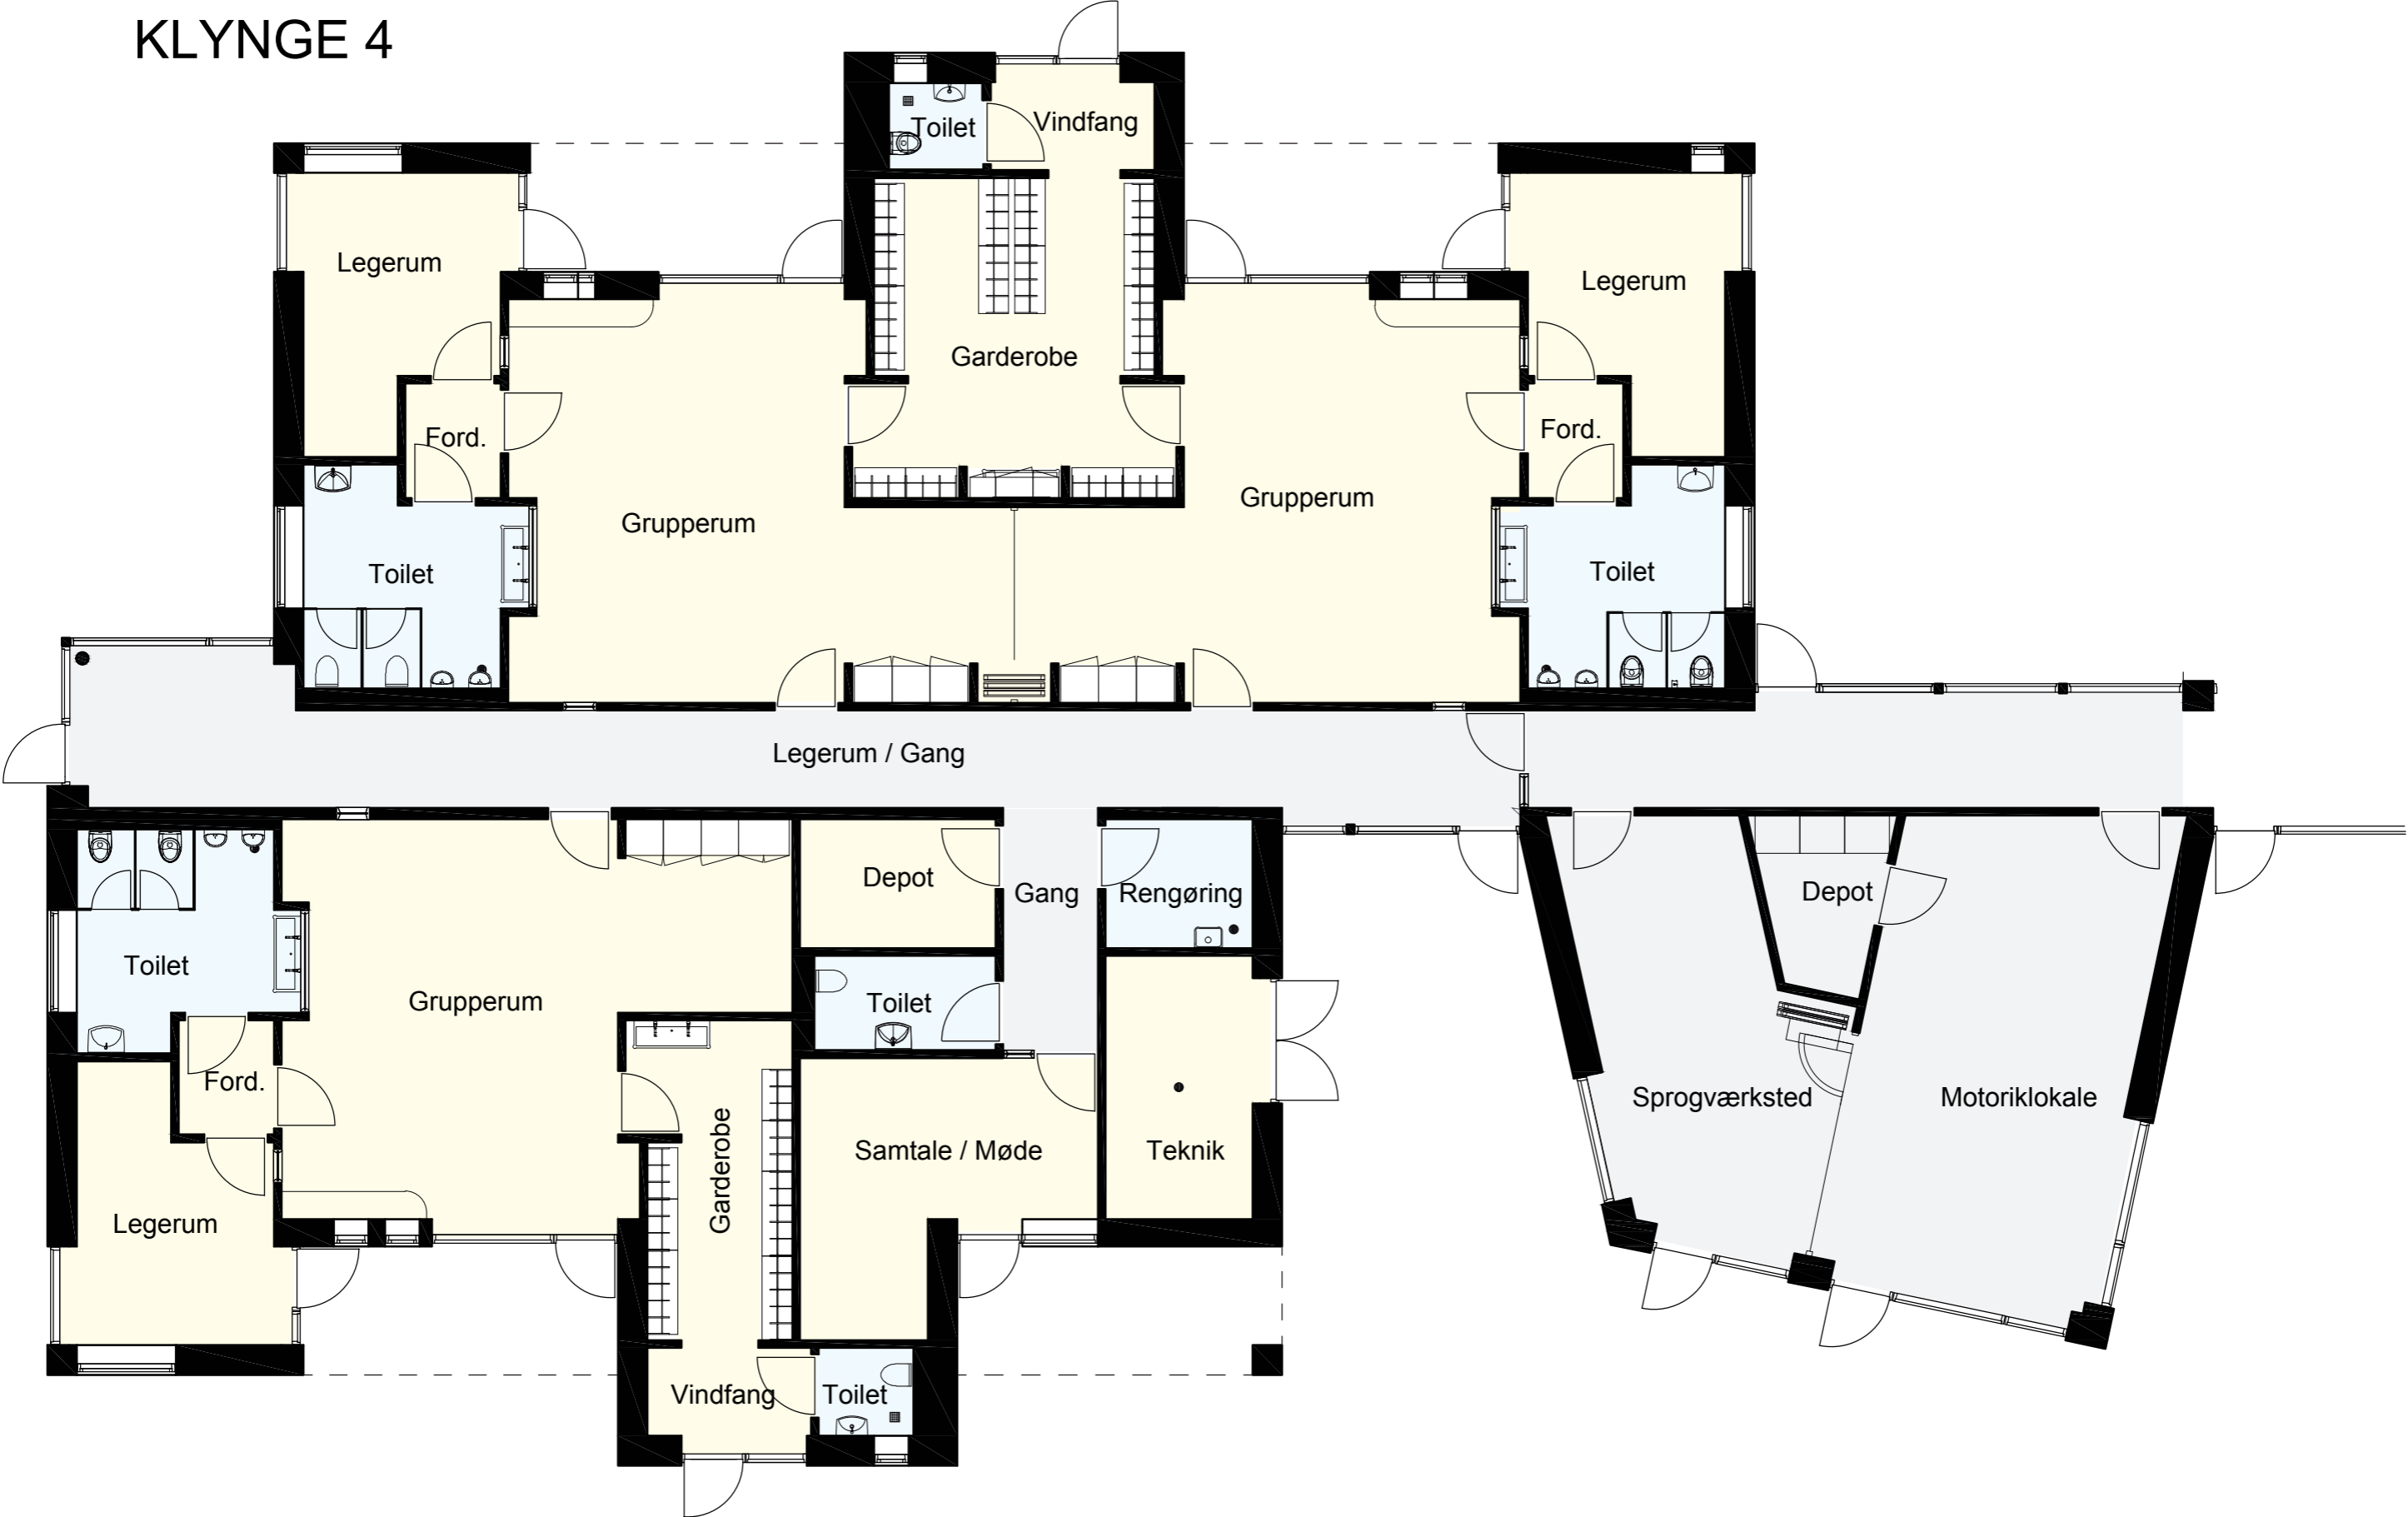 KLYNGE 4
Toilet
Vindfang
Legerum
Legerum
Garderobe
Ford.
Ford.
Grupperum
Grupperum
Toilet
Toilet
Legerum / Gang
Depot
Gang
Rengøring
Depot
Toilet
Grupperum
Toilet
Ford.
Garderobe
Sprogværksted
Motoriklokale
Samtale / Møde
Teknik
Legerum
Vindfang
Toilet